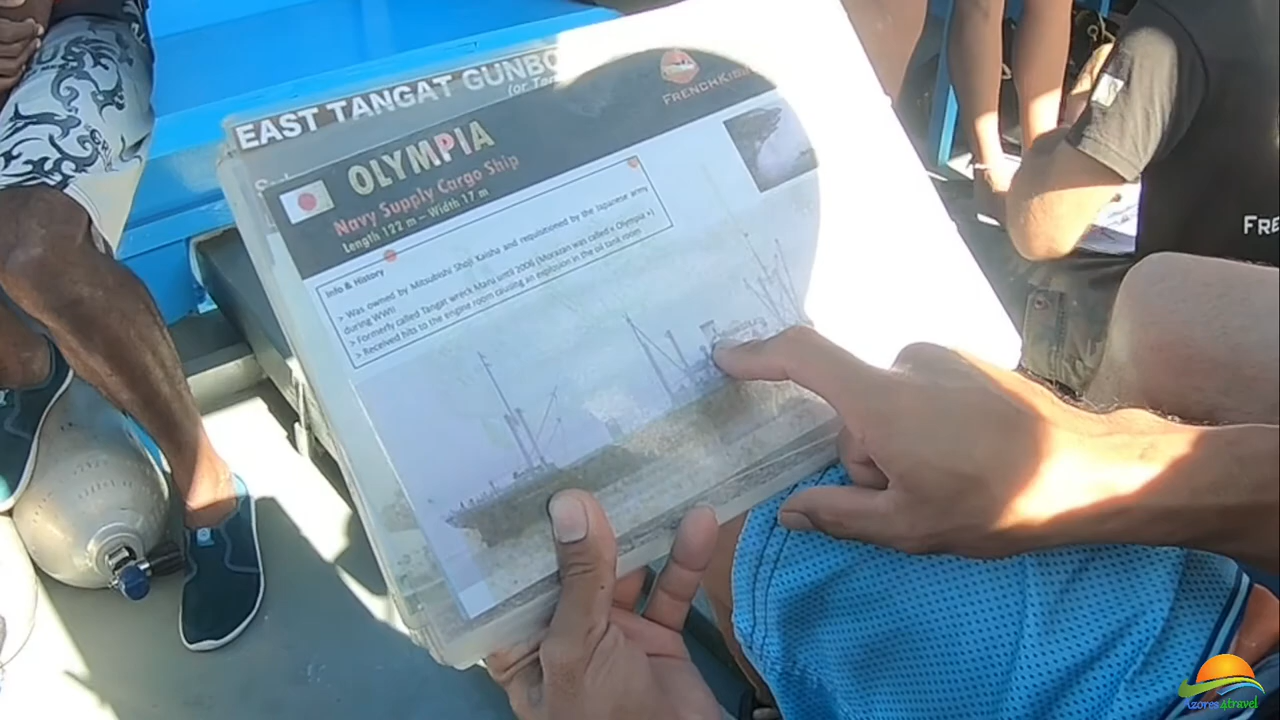 EAST TANGAT GUNBO
(or Tan
FRENCHKISS
OLYMPIA
Navy Supply Cargo Ship
Length 122 m – Width 17 m
Info & History
> Was owned by Mitsubishi Shoji Kaisha and requisitioned by the Japanese army
during WWII
> Formerly called Tangat wreck Maru until 2006 (Morazan was called « Olympia »)
> Received hits to the engine room causing an explosion in the oil tank room
FRE
Azores4travel